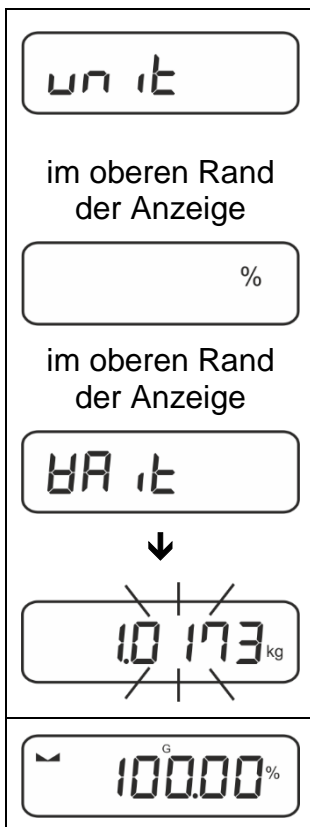 unit
im oberen Rand
der Anzeige
%
im oberen Rand
der Anzeige
WAit
↓
1.0173 kg
G
100.00 %